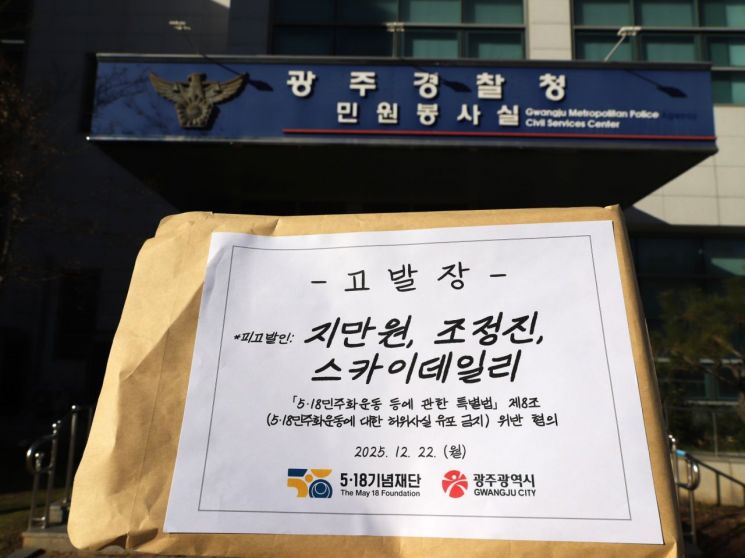 광주경찰청
민원봉사실
Gwangju Metropolitan Police Agency
Civil Services Center
- 고발장 -
*피고발인: 지만원, 조정진,
스카이데일리
「5·18민주화운동 등에 관한 특별법」 제8조
(5·18민주화운동에 대한 허위사실 유포 금지) 위반 혐의
2025. 12. 22. (월)
5·18기념재단
The May 18 Foundation
광주광역시
GWANGJU CITY